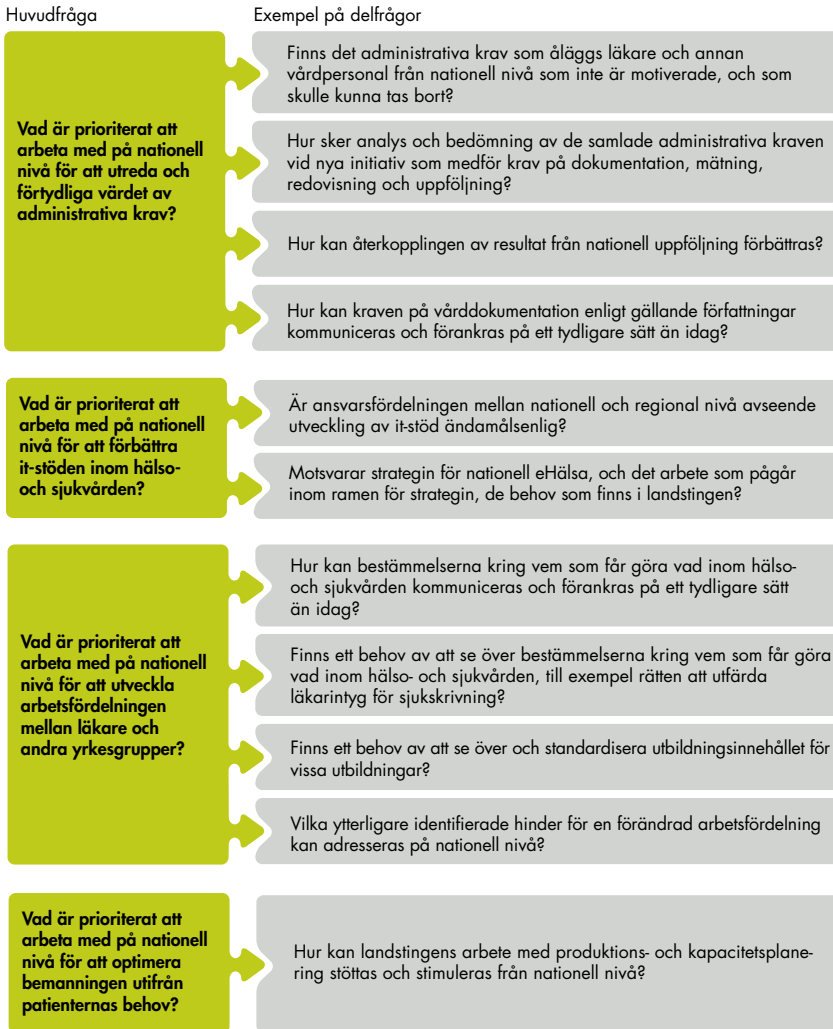 Huvudfråga
Exempel på delfrågor
Vad är prioriterat att
arbeta med på nationell
nivå för att utreda och
förtydliga värdet av
administrativa krav?
Finns det administrativa krav som åläggs läkare och annan
vårdpersonal från nationell nivå som inte är motiverade, och som
skulle kunna tas bort?
Hur sker analys och bedömning av de samlade administrativa kraven
vid nya initiativ som medför krav på dokumentation, mätning,
redovisning och uppföljning?
Hur kan återkopplingen av resultat från nationell uppföljning förbättras?
Hur kan kraven på vårddokumentation enligt gällande författningar
kommuniceras och förankras på ett tydligare sätt än idag?
Vad är prioriterat att
arbeta med på nationell
nivå för att förbättra
it-stöden inom hälso-
och sjukvården?
Är ansvarsfördelningen mellan nationell och regional nivå avseende
utveckling av it-stöd ändamålsenlig?
Motsvarar strategin för nationell eHälsa, och det arbete som pågår
inom ramen för strategin, de behov som finns i landstingen?
Vad är prioriterat att
arbeta med på nationell
nivå för att utveckla
arbetsfördelningen
mellan läkare och
andra yrkesgrupper?
Hur kan bestämmelserna kring vem som får göra vad inom hälso-
och sjukvården kommuniceras och förankras på ett tydligare sätt
än idag?
Finns ett behov av att se över bestämmelserna kring vem som får göra
vad inom hälso- och sjukvården, till exempel rätten att utfärda
läkarintyg för sjukskrivning?
Finns ett behov av att se över och standardisera utbildningsinnehållet för
vissa utbildningar?
Vilka ytterligare identifierade hinder för en förändrad arbetsfördelning
kan adresseras på nationell nivå?
Vad är prioriterat att
arbeta med på nationell
nivå för att optimera
bemanningen utifrån
patienternas behov?
Hur kan landstingens arbete med produktions- och kapacitetsplane-
ring stöttas och stimuleras från nationell nivå?